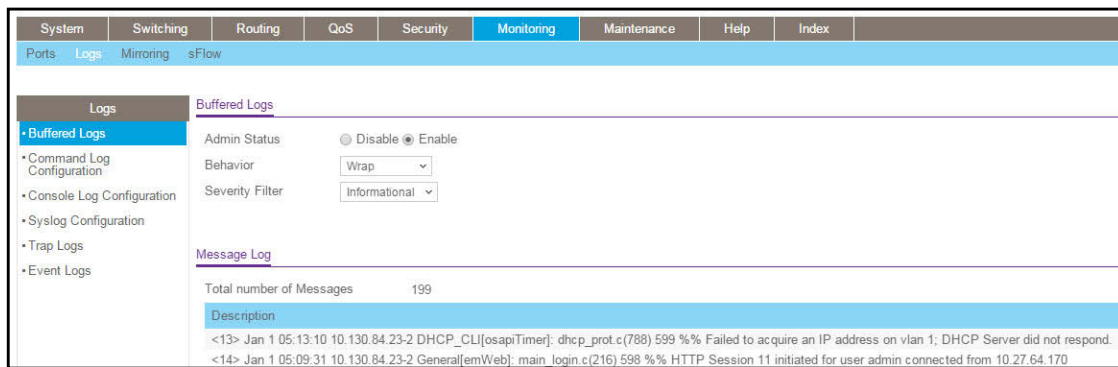 System Switching Routing QoS Security Monitoring Maintenance Help Index
Ports Logs Mirroring sFlow
Logs
Buffered Logs
Command Log
Configuration
Console Log Configuration
Syslog Configuration
Trap Logs
Event Logs
Buffered Logs
Admin Status Disable Enable
Behavior Wrap
Severity Filter Informational
Message Log
Total number of Messages 199
Description
<13> Jan 1 05:13:10 10.130.84.23-2 DHCP_CLI[osapiTimer]: dhcp_prot.c(788) 599 %% Failed to acquire an IP address on vlan 1; DHCP Server did not respond.
<14> Jan 1 05:09:31 10.130.84.23-2 General[emWeb]: main_login.c(216) 598 %% HTTP Session 11 initiated for user admin connected from 10.27.64.170